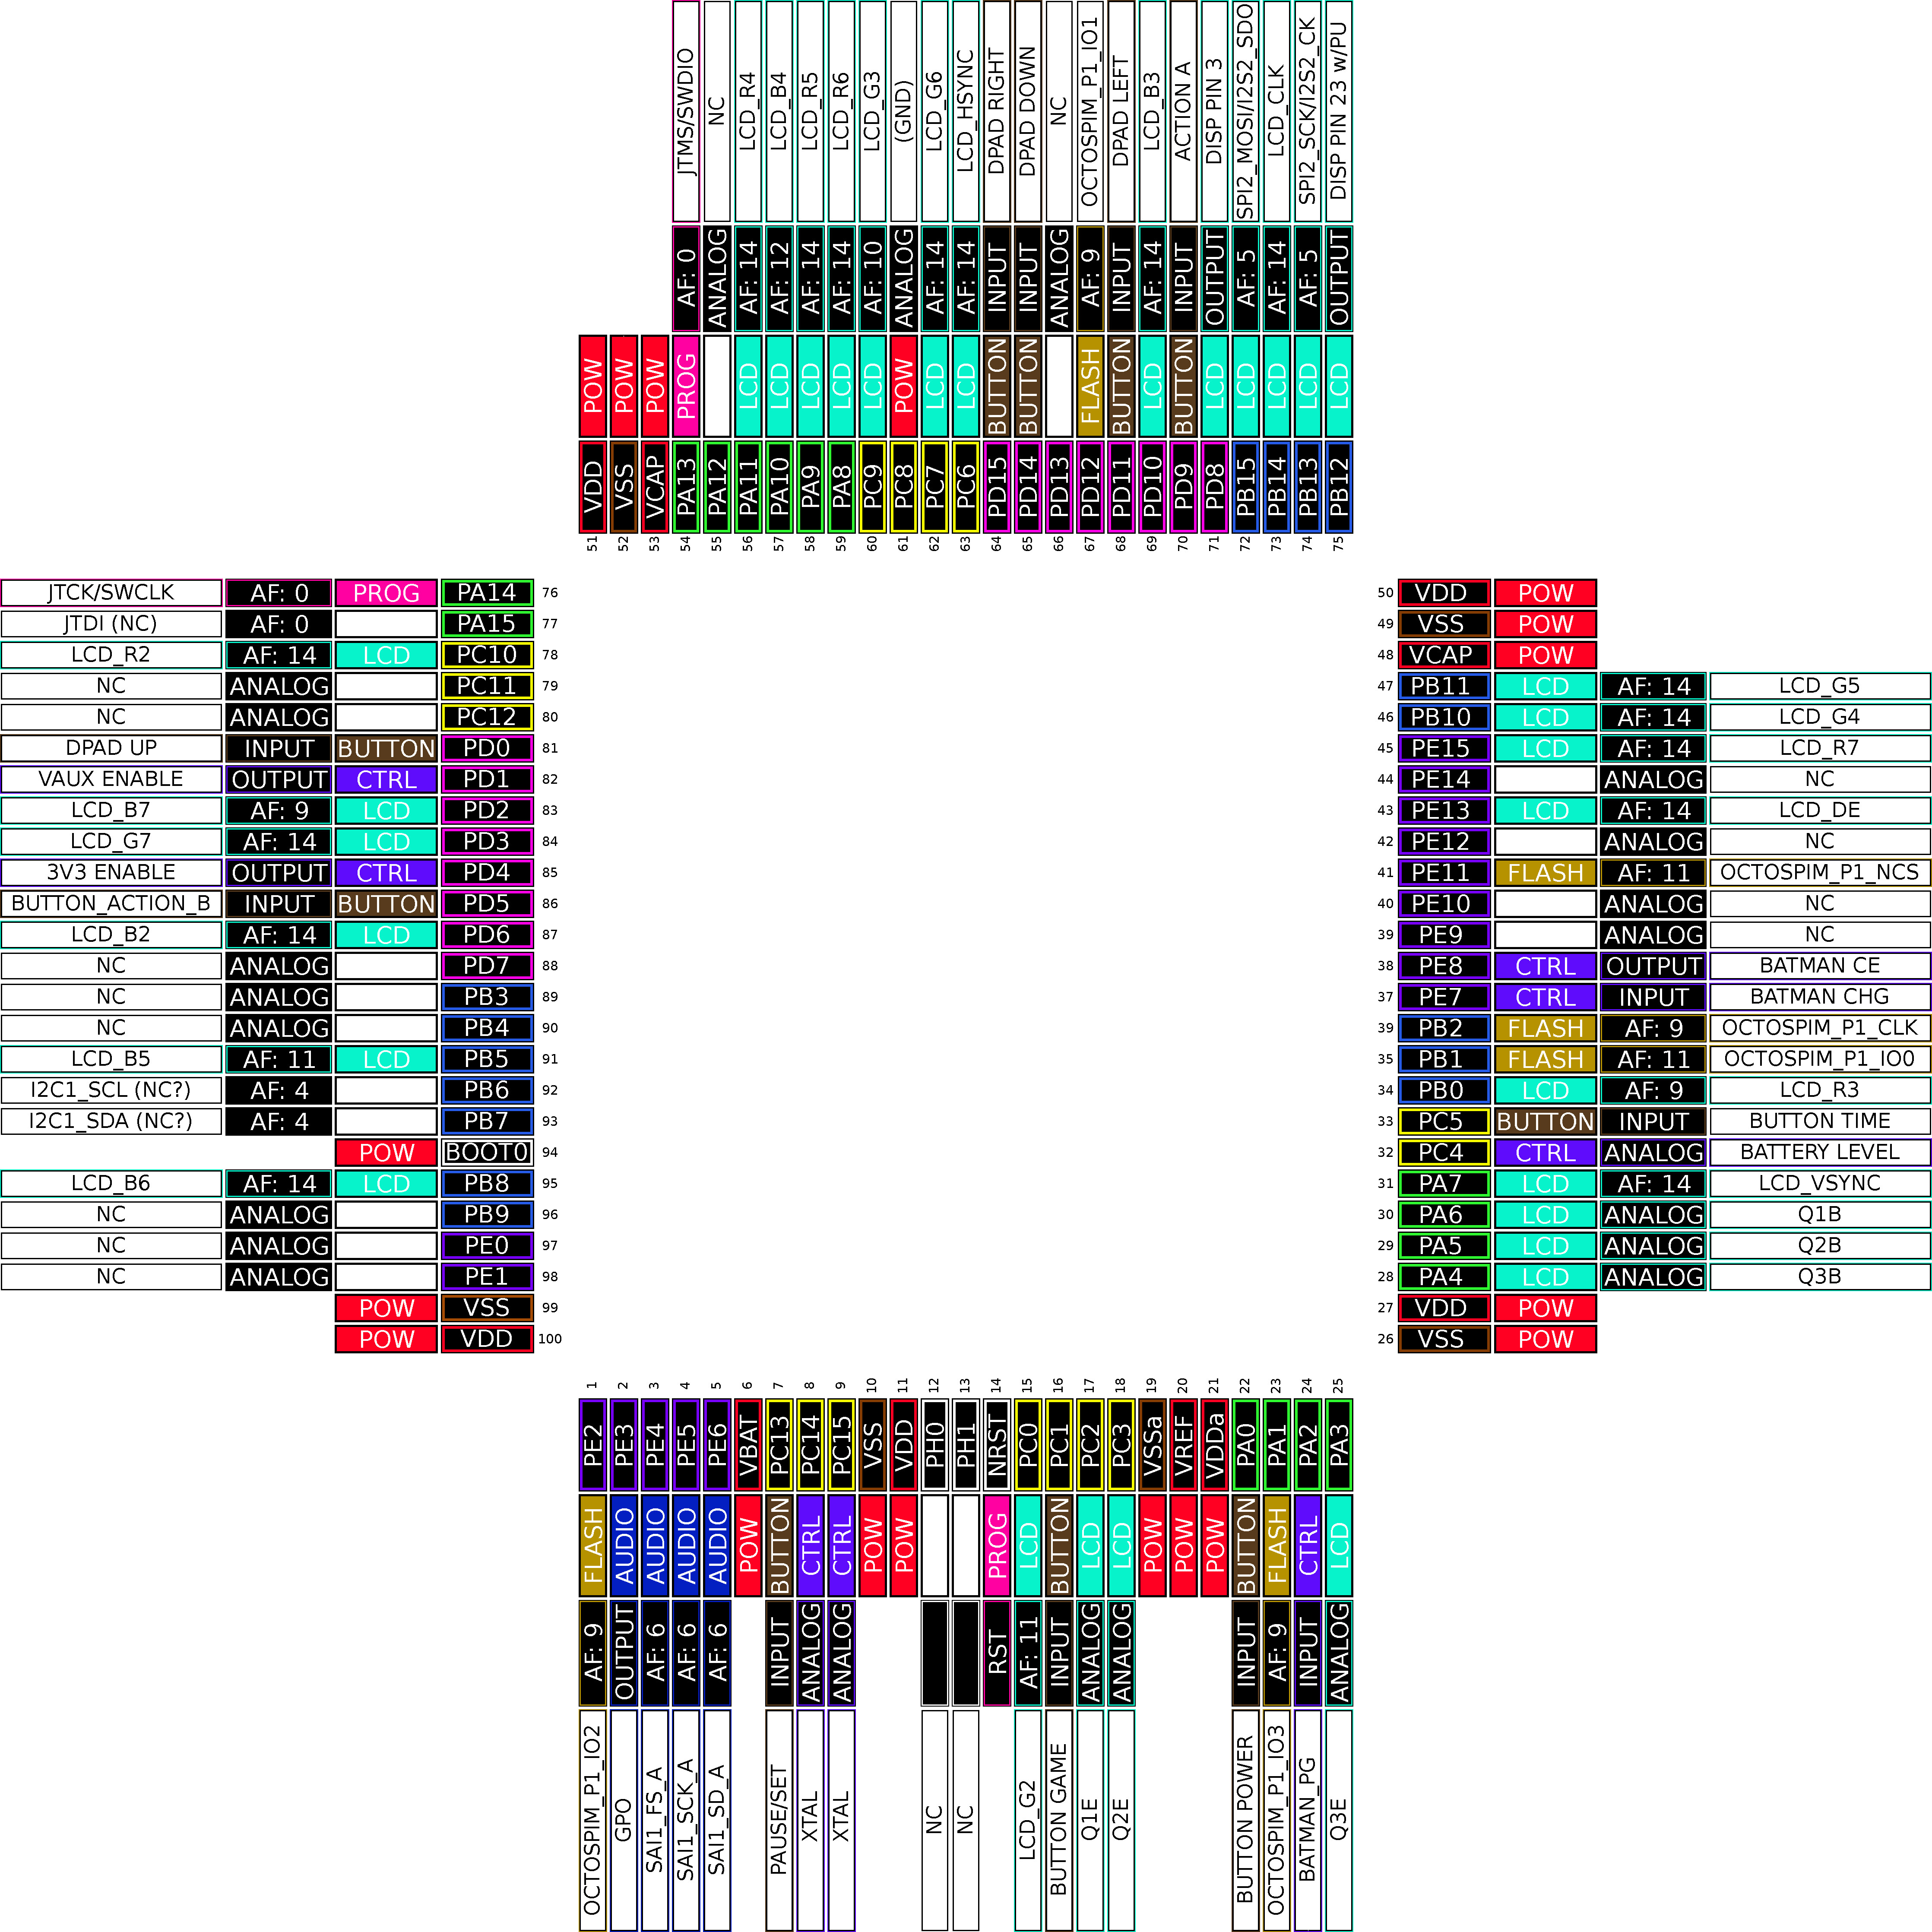 JTMS/SWDIO AF: 0 PROG PA13 54
NC ANALOG PA12 55
LCD_R4 AF: 14 LCD PA11 56
LCD_B4 AF: 12 LCD PA10 57
LCD_R5 AF: 14 LCD PA9 58
LCD_R6 AF: 14 LCD PA8 59
LCD_G3 AF: 10 LCD PC9 60
(GND) ANALOG POW PC8 61
LCD_G6 AF: 14 LCD PC7 62
LCD_HSYNC AF: 14 LCD PC6 63
DPAD RIGHT INPUT BUTTON PD15 64
DPAD DOWN INPUT BUTTON PD14 65
NC ANALOG PD13 66
OCTOSPIM_P1_IO1 AF: 9 FLASH PD12 67
DPAD LEFT INPUT BUTTON PD11 68
LCD_B3 AF: 14 LCD PD10 69
ACTION A INPUT BUTTON PD9 70
DISP PIN 3 OUTPUT LCD PD8 71
SPI2_MOSI/I2S2_SDO AF: 5 LCD PB15 72
LCD_CLK AF: 14 LCD PB14 73
SPI2_SCK/I2S2_CK AF: 5 LCD PB13 74
DISP PIN 23 w/PU OUTPUT LCD PB12 75
POW VDD 51
POW VSS 52
POW VCAP 53
JTCK/SWCLK AF: 0 PROG PA14 76
JTDI (NC) AF: 0 PA15 77
LCD_R2 AF: 14 LCD PC10 78
NC ANALOG PC11 79
NC ANALOG PC12 80
DPAD UP INPUT BUTTON PD0 81
VAUX ENABLE OUTPUT CTRL PD1 82
LCD_B7 AF: 9 LCD PD2 83
LCD_G7 AF: 14 LCD PD3 84
3V3 ENABLE OUTPUT CTRL PD4 85
BUTTON_ACTION_B INPUT BUTTON PD5 86
LCD_B2 AF: 14 LCD PD6 87
NC ANALOG PD7 88
NC ANALOG PB3 89
NC ANALOG PB4 90
LCD_B5 AF: 11 LCD PB5 91
I2C1_SCL (NC?) AF: 4 PB6 92
I2C1_SDA (NC?) AF: 4 PB7 93
POW BOOT0 94
LCD_B6 AF: 14 LCD PB8 95
NC ANALOG PB9 96
NC ANALOG PE0 97
NC ANALOG PE1 98
POW VSS 99
POW VDD 100
50 VDD POW
49 VSS POW
48 VCAP POW
47 PB11 LCD AF: 14 LCD_G5
46 PB10 LCD AF: 14 LCD_G4
45 PE15 LCD AF: 14 LCD_R7
44 PE14 ANALOG NC
43 PE13 LCD AF: 14 LCD_DE
42 PE12 ANALOG NC
41 PE11 FLASH AF: 11 OCTOSPIM_P1_NCS
40 PE10 ANALOG NC
39 PE9 ANALOG NC
38 PE8 CTRL OUTPUT BATMAN CE
37 PE7 CTRL INPUT BATMAN CHG
39 PB2 FLASH AF: 9 OCTOSPIM_P1_CLK
35 PB1 FLASH AF: 11 OCTOSPIM_P1_IO0
34 PB0 LCD AF: 9 LCD_R3
33 PC5 BUTTON INPUT BUTTON TIME
32 PC4 CTRL ANALOG BATTERY LEVEL
31 PA7 LCD AF: 14 LCD_VSYNC
30 PA6 LCD ANALOG Q1B
29 PA5 LCD ANALOG Q2B
28 PA4 LCD ANALOG Q3B
27 VDD POW
26 VSS POW
1 PE2 FLASH AF: 9 OCTOSPIM_P1_IO2
2 PE3 AUDIO OUTPUT GPO
3 PE4 AUDIO AF: 6 SAI1_FS_A
4 PE5 AUDIO AF: 6 SAI1_SCK_A
5 PE6 AUDIO AF: 6 SAI1_SD_A
6 VBAT POW
7 PC13 BUTTON INPUT PAUSE/SET
8 PC14 CTRL ANALOG XTAL
9 PC15 CTRL ANALOG XTAL
10 VSS POW
11 VDD POW
12 PH0 NC
13 PH1 NC
14 NRST PROG RST
15 PC0 LCD AF: 11 LCD_G2
16 PC1 BUTTON INPUT BUTTON GAME
17 PC2 LCD ANALOG Q1E
18 PC3 LCD ANALOG Q2E
19 VSSa POW
20 VREF POW
21 VDDa POW
22 PA0 BUTTON INPUT BUTTON POWER
23 PA1 FLASH AF: 9 OCTOSPIM_P1_IO3
24 PA2 CTRL INPUT BATMAN_PG
25 PA3 LCD ANALOG Q3E